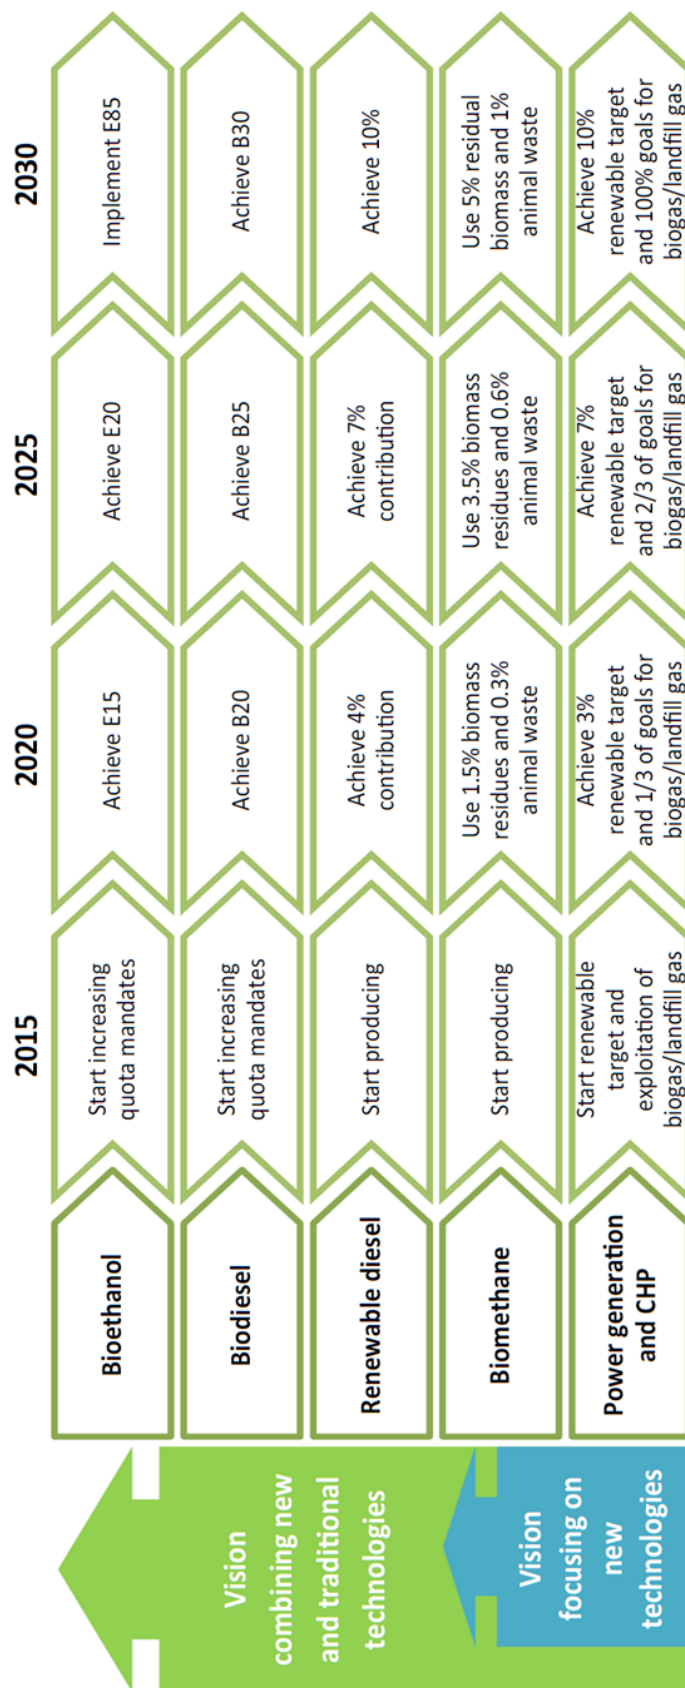 2015
2020
2025
2030
Vision
combining new
and traditional
technologies
Vision
focusing on
new
technologies
Bioethanol
Start increasing
quota mandates
Achieve E15
Achieve E20
Implement E85
Biodiesel
Start increasing
quota mandates
Achieve B20
Achieve B25
Achieve B30
Renewable diesel
Start producing
Achieve 4%
contribution
Achieve 7%
contribution
Achieve 10%
Biomethane
Start producing
Use 1.5% biomass
residues and 0.3%
animal waste
Use 3.5% biomass
residues and 0.6%
animal waste
Use 5% residual
biomass and 1%
animal waste
Power generation
and CHP
Start renewable
target and
exploitation of
biogas/landfill gas
Achieve 3%
renewable target
and 1/3 of goals for
biogas/landfill gas
Achieve 7%
renewable target
and 2/3 of goals for
biogas/landfill gas
Achieve 10%
renewable target
and 100% goals for
biogas/landfill gas